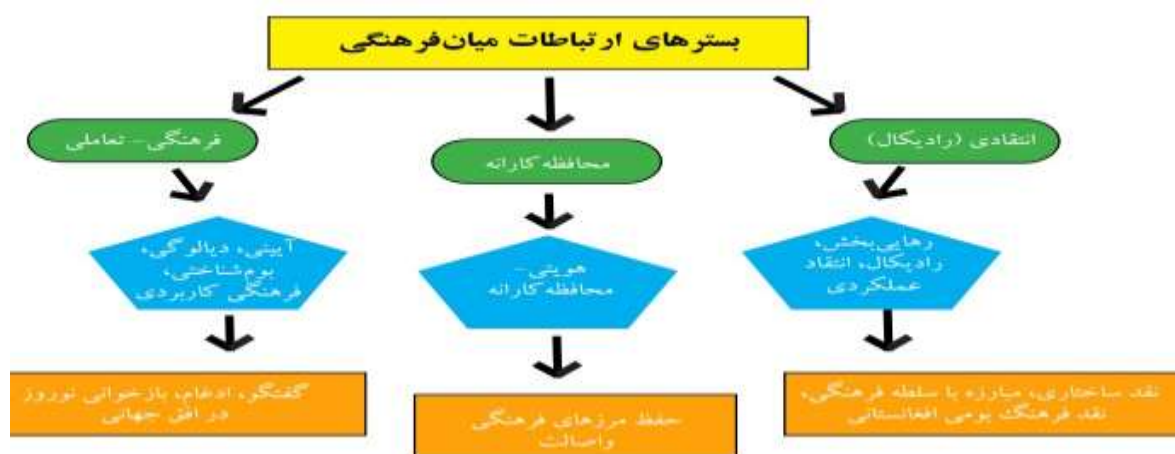 بسترهای ارتباطات میان‌فرهنگی
انتقادی (رادیکال)
محافظه‌کارانه
فرهنگی- تعاملی
رهایی‌بخش،
رادیکال، انتقاد
عملکردی
هویتی-
محافظه‌کارانه
آیینی، دیالوگی،
بوم‌شناختی،
فرهنگی کاربردی
نقد ساختاری، مبارزه با سلطه فرهنگی،
نقد فرهنگ بومی افغانستانی
حفظ مرزهای فرهنگی
واصالت
گفتگو، ادغام، بازخوانی نوروز
در افق جهانی